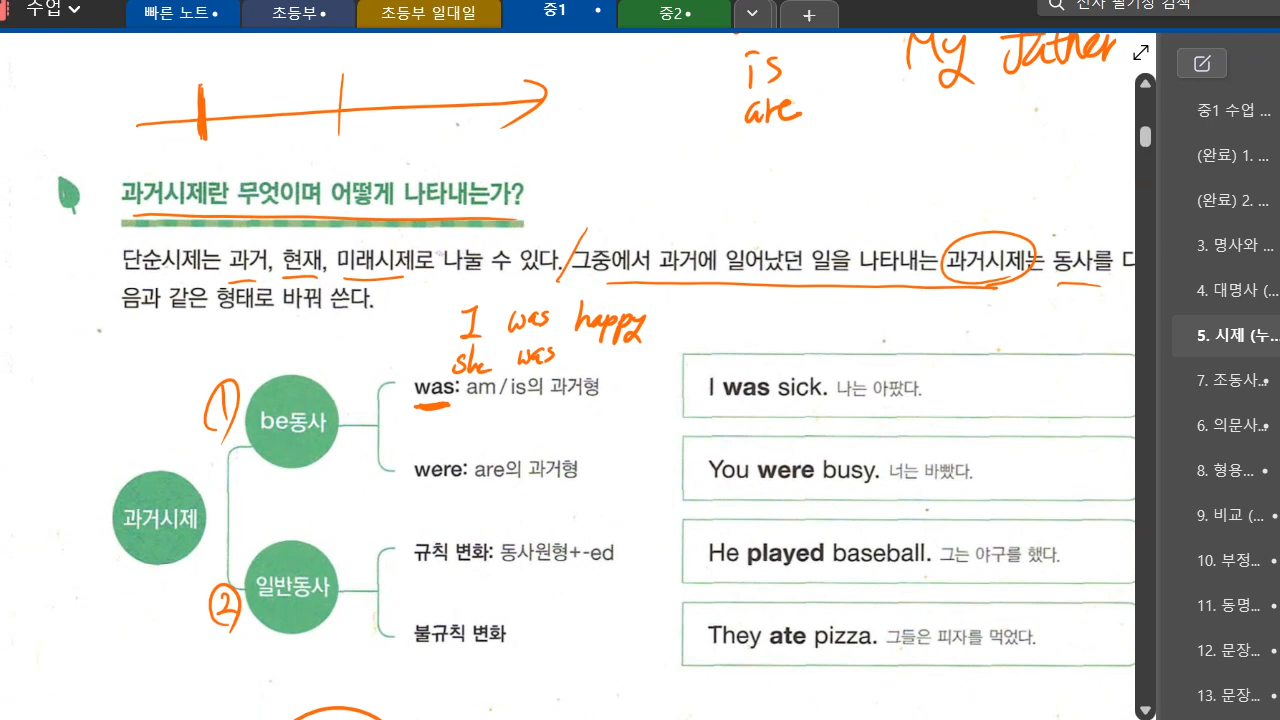 수업
빠른 노트
초등부
초등부 일대일
중1
중2
전자 필기장 검색
is
are
My father
과거시제란 무엇이며 어떻게 나타내는가?
단순시제는 과거, 현재, 미래시제로 나눌 수 있다. 그중에서 과거에 일어났던 일을 나타내는 과거시제는 동사를 다
음과 같은 형태로 바꿔 쓴다.
I was happy
she was
① be동사
was: am / is의 과거형
I was sick. 나는 아팠다.
were: are의 과거형
You were busy. 너는 바빴다.
과거시제
② 일반동사
규칙 변화: 동사원형+-ed
He played baseball. 그는 야구를 했다.
불규칙 변화
They ate pizza. 그들은 피자를 먹었다.
중1 수업 ...
(완료) 1. ...
(완료) 2. ...
3. 명사와 ...
4. 대명사 (...
5. 시제 (누...
7. 조동사...
6. 의문사...
8. 형용...
9. 비교 (...
10. 부정...
11. 동명...
12. 문장...
13. 문장...